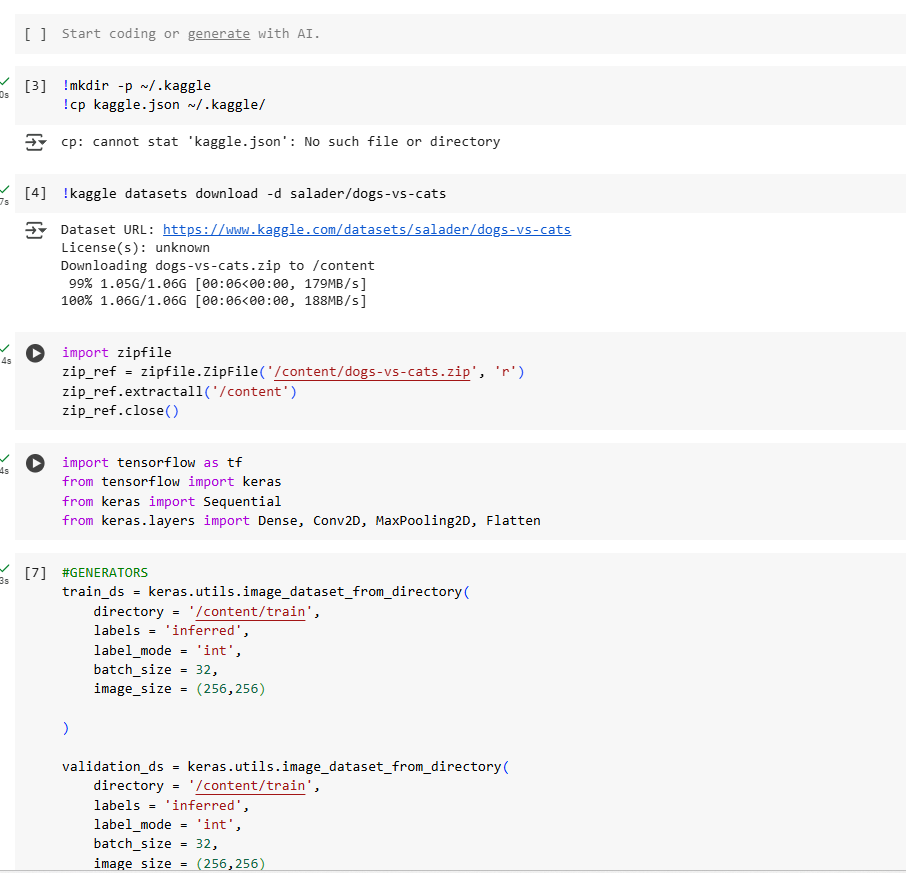 [ ] Start coding or generate with AI.
0s
[3] !mkdir -p ~/.kaggle
!cp kaggle.json ~/.kaggle/
cp: cannot stat 'kaggle.json': No such file or directory
7s
[4] !kaggle datasets download -d salader/dogs-vs-cats
Dataset URL: https://www.kaggle.com/datasets/salader/dogs-vs-cats
License(s): unknown
Downloading dogs-vs-cats.zip to /content
99% 1.05G/1.06G [00:06<00:00, 179MB/s]
100% 1.06G/1.06G [00:06<00:00, 188MB/s]
4s
import zipfile
zip_ref = zipfile.ZipFile('/content/dogs-vs-cats.zip', 'r')
zip_ref.extractall('/content')
zip_ref.close()
4s
import tensorflow as tf
from tensorflow import keras
from keras import Sequential
from keras.layers import Dense, Conv2D, MaxPooling2D, Flatten
3s
[7] #GENERATORS
train_ds = keras.utils.image_dataset_from_directory(
    directory = '/content/train',
    labels = 'inferred',
    label_mode = 'int',
    batch_size = 32,
    image_size = (256,256)
)
validation_ds = keras.utils.image_dataset_from_directory(
    directory = '/content/train',
    labels = 'inferred',
    label_mode = 'int',
    batch_size = 32,
    image_size = (256,256)